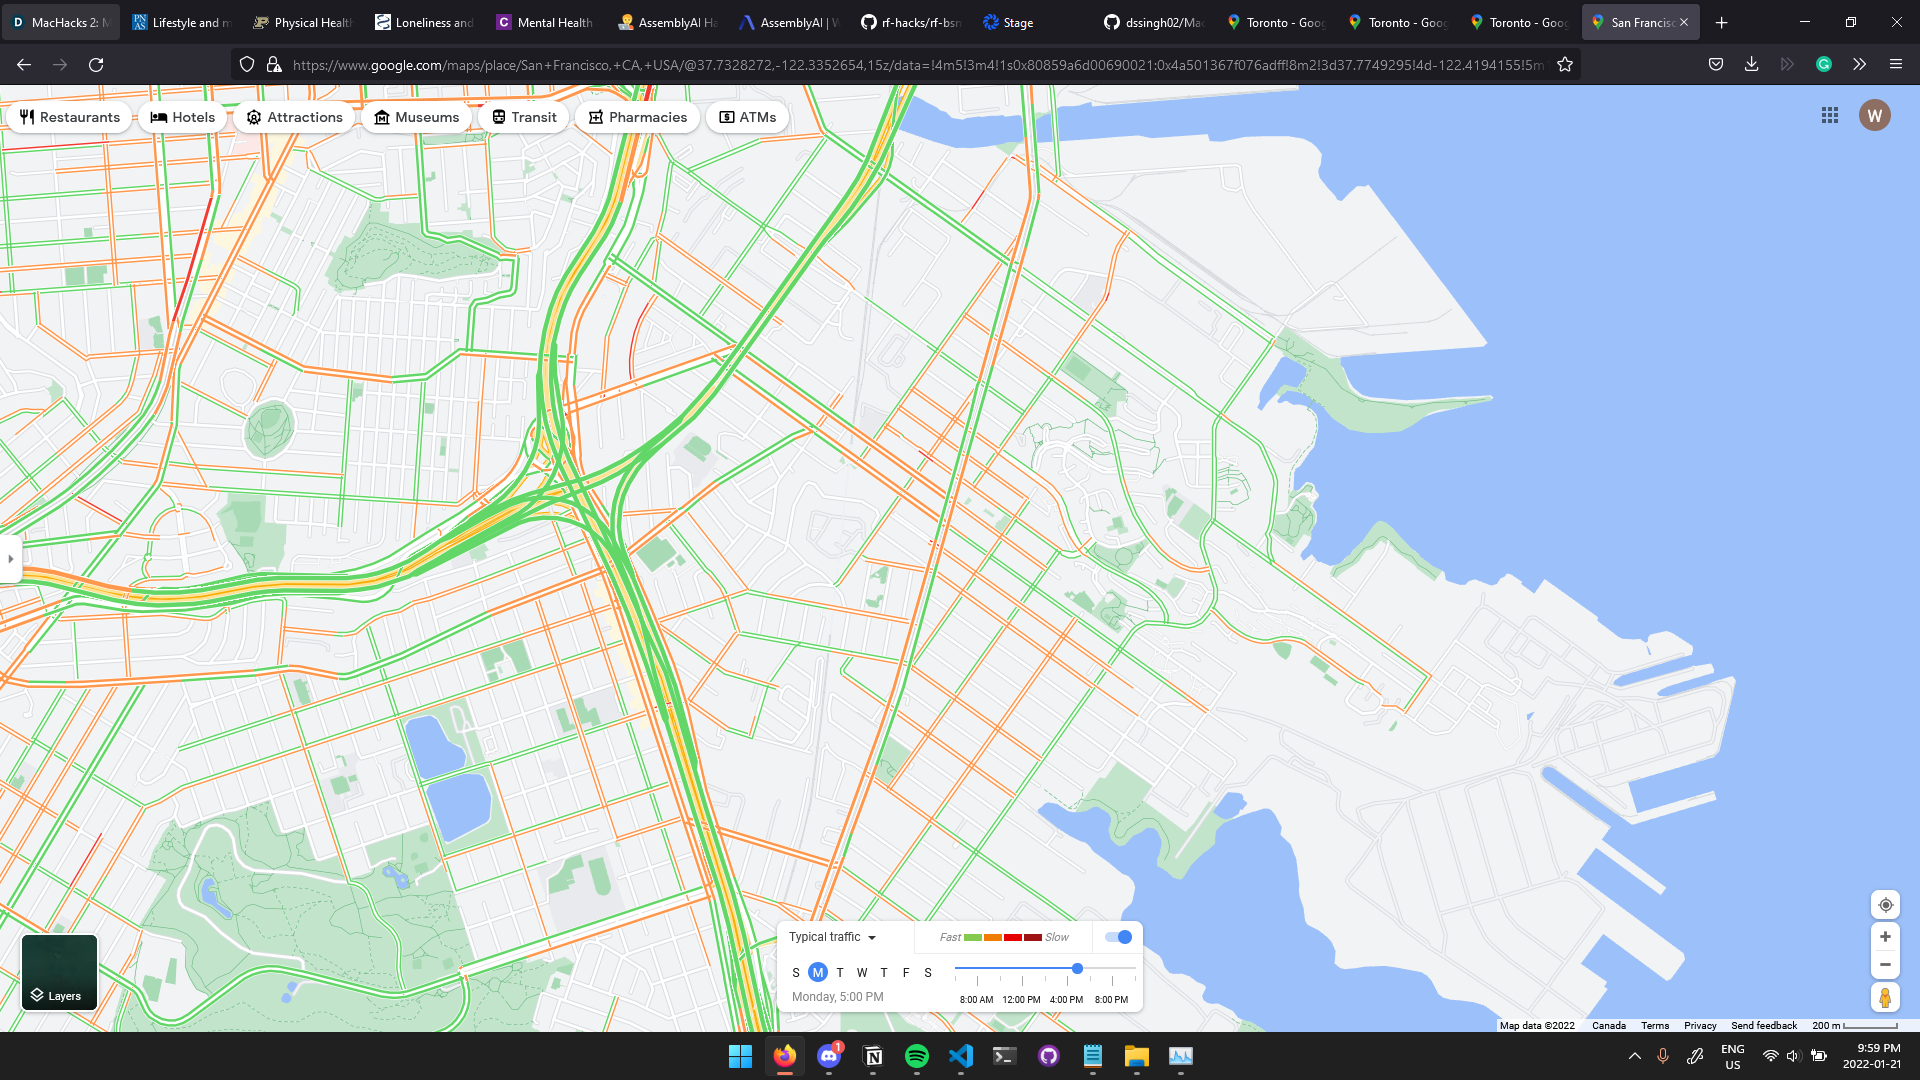 MacHacks 2: M
Lifestyle and m
Physical Health
Loneliness and
Mental Health
AssemblyAI Ha
AssemblyAI | W
rf-hacks/rf-bsn
Stage
dssingh02/Mac
Toronto - Goog
Toronto - Goog
Toronto - Goog
San Francisc
https://www.google.com/maps/place/San+Francisco,+CA,+USA/@37.7328272,-122.3352654,15z/data=!4m5!3m4!1s0x80859a6d00690021:0x4a501367f076adff!8m2!3d37.7749295!4d-122.4194155!5m1
Restaurants
Hotels
Attractions
Museums
Transit
Pharmacies
ATMs
W
Layers
Typical traffic
Fast
Slow
S M T W T F S
Monday, 5:00 PM
8:00 AM 12:00 PM 4:00 PM 8:00 PM
Map data ©2022 Canada Terms Privacy Send feedback 200 m
1
ENG
US
9:59 PM
2022-01-21